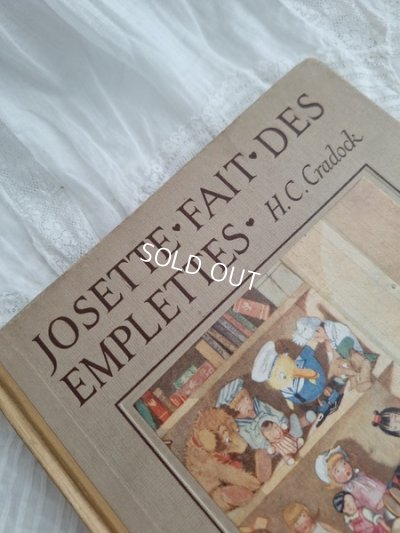 JOSETTE♥FAIT♥DES
EMPLETTES♥ H.C. Cradock
SOLD OUT